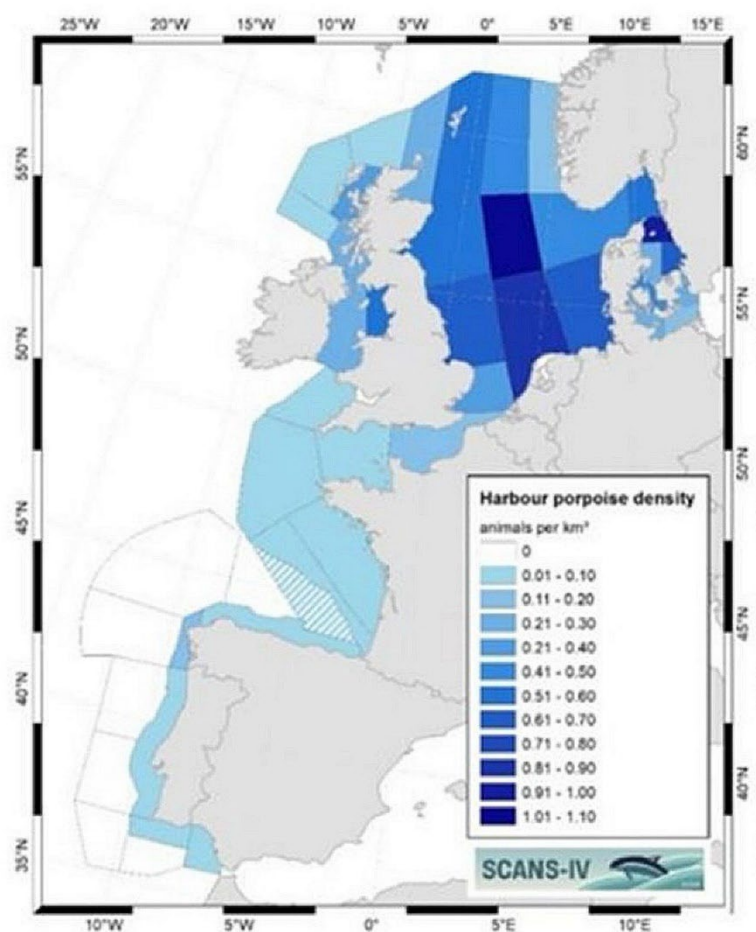 25°W 20°W 15°W 10°W 5°W 0° 5°E 10°E 15°E
60°N
55°N
55°N
50°N
50°N
45°N
45°N
40°N
40°N
35°N
Harbour porpoise density
animals per km²
0
0.01 - 0.10
0.11 - 0.20
0.21 - 0.30
0.21 - 0.40
0.41 - 0.50
0.51 - 0.60
0.61 - 0.70
0.71 - 0.80
0.81 - 0.90
0.91 - 1.00
1.01 - 1.10
SCANS-IV
10°W 5°W 0° 5°E 10°E